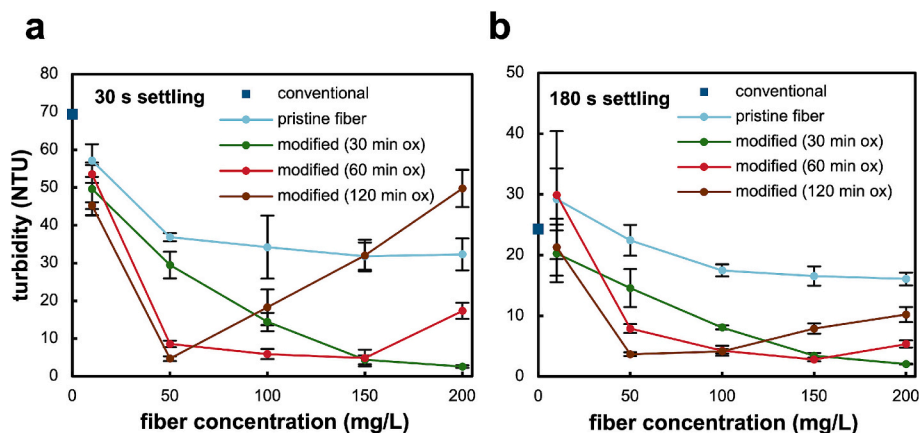 a
turbidity (NTU)
80
70
60
50
40
30
20
10
0
30 s settling
conventional
pristine fiber
modified (30 min ox)
modified (60 min ox)
modified (120 min ox)
0 50 100 150 200
fiber concentration (mg/L)
b
50
40
30
20
10
0
180 s settling
conventional
pristine fiber
modified (30 min ox)
modified (60 min ox)
modified (120 min ox)
0 50 100 150 200
fiber concentration (mg/L)